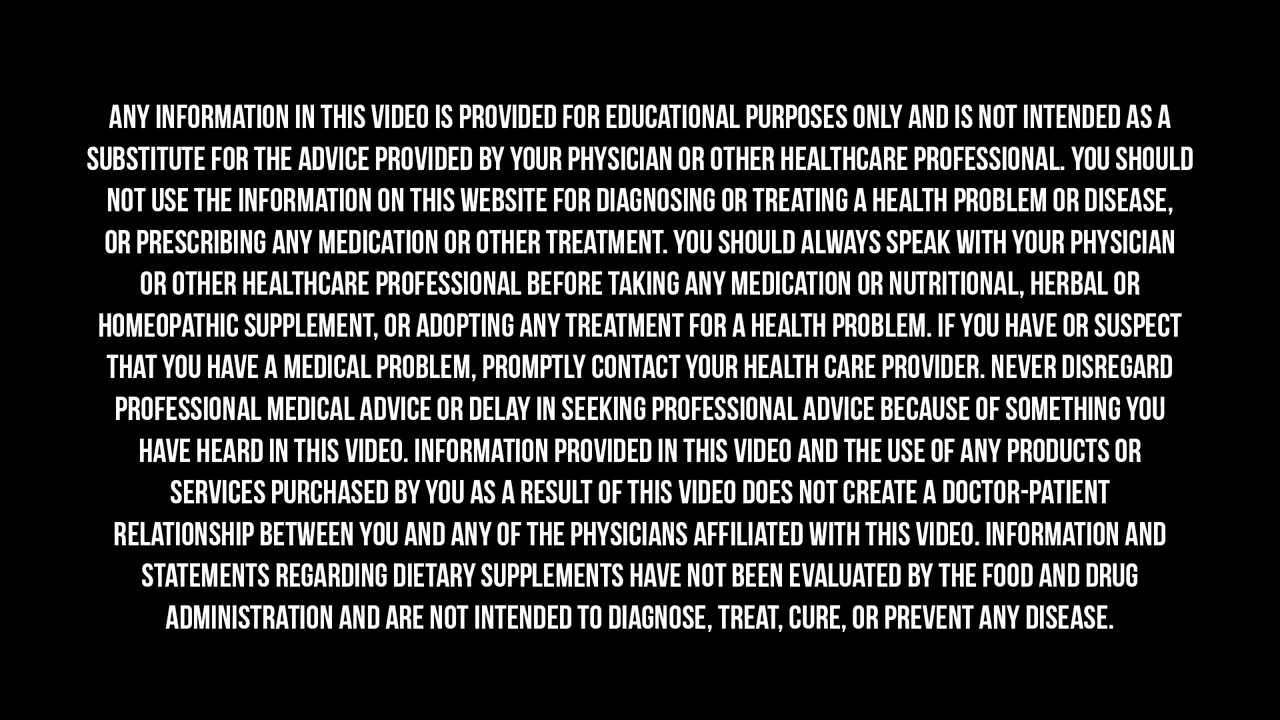 ANY INFORMATION IN THIS VIDEO IS PROVIDED FOR EDUCATIONAL PURPOSES ONLY AND IS NOT INTENDED AS A
SUBSTITUTE FOR THE ADVICE PROVIDED BY YOUR PHYSICIAN OR OTHER HEALTHCARE PROFESSIONAL. YOU SHOULD
NOT USE THE INFORMATION ON THIS WEBSITE FOR DIAGNOSING OR TREATING A HEALTH PROBLEM OR DISEASE,
OR PRESCRIBING ANY MEDICATION OR OTHER TREATMENT. YOU SHOULD ALWAYS SPEAK WITH YOUR PHYSICIAN
OR OTHER HEALTHCARE PROFESSIONAL BEFORE TAKING ANY MEDICATION OR NUTRITIONAL, HERBAL OR
HOMEOPATHIC SUPPLEMENT, OR ADOPTING ANY TREATMENT FOR A HEALTH PROBLEM. IF YOU HAVE OR SUSPECT
THAT YOU HAVE A MEDICAL PROBLEM, PROMPTLY CONTACT YOUR HEALTH CARE PROVIDER. NEVER DISREGARD
PROFESSIONAL MEDICAL ADVICE OR DELAY IN SEEKING PROFESSIONAL ADVICE BECAUSE OF SOMETHING YOU
HAVE HEARD IN THIS VIDEO. INFORMATION PROVIDED IN THIS VIDEO AND THE USE OF ANY PRODUCTS OR
SERVICES PURCHASED BY YOU AS A RESULT OF THIS VIDEO DOES NOT CREATE A DOCTOR-PATIENT
RELATIONSHIP BETWEEN YOU AND ANY OF THE PHYSICIANS AFFILIATED WITH THIS VIDEO. INFORMATION AND
STATEMENTS REGARDING DIETARY SUPPLEMENTS HAVE NOT BEEN EVALUATED BY THE FOOD AND DRUG
ADMINISTRATION AND ARE NOT INTENDED TO DIAGNOSE, TREAT, CURE, OR PREVENT ANY DISEASE.